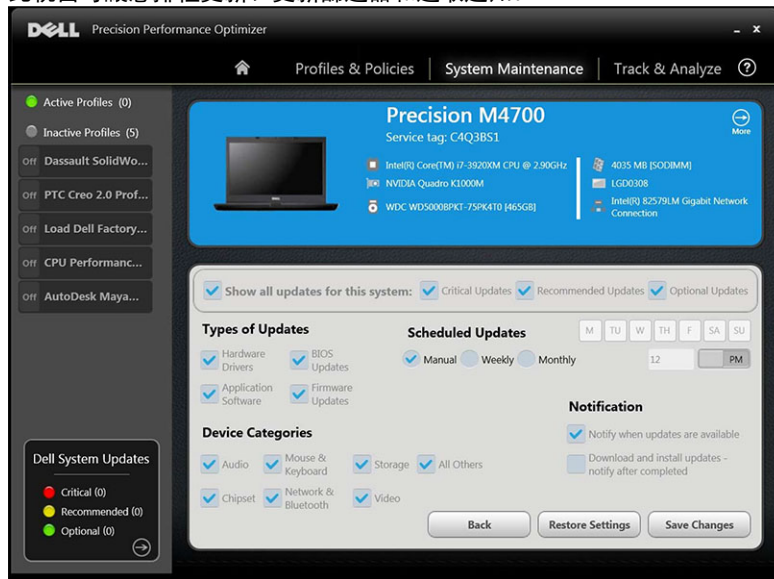 DELL Precision Performance Optimizer
Profiles & Policies
System Maintenance
Track & Analyze
?
Active Profiles (0)
Inactive Profiles (5)
Off Dassault SolidWo...
Off PTC Creo 2.0 Prof...
Off Load Dell Factory...
Off CPU Performanc...
Off AutoDesk Maya...
Precision M4700
Service tag: C4Q3BS1
More
Intel(R) Core(TM) i7-3920XM CPU @ 2.90GHz
NVIDIA Quadro K1000M
WDC WD5000BPKT-75PK4T0 [465GB]
4035 MB [SODIMM]
LGD0308
Intel(R) 82579LM Gigabit Network
Connection
Show all updates for this system: Critical Updates Recommended Updates Optional Updates
Types of Updates
Hardware
Drivers
BIOS
Updates
Application
Software
Firmware
Updates
Scheduled Updates
M TU W TH F SA SU
Manual Weekly Monthly
12 PM
Device Categories
Audio
Mouse &
Keyboard
Storage
All Others
Chipset
Network &
Bluetooth
Video
Notification
Notify when updates are available
Download and install updates -
notify after completed
Back
Restore Settings
Save Changes
Dell System Updates
Critical (0)
Recommended (0)
Optional (0)